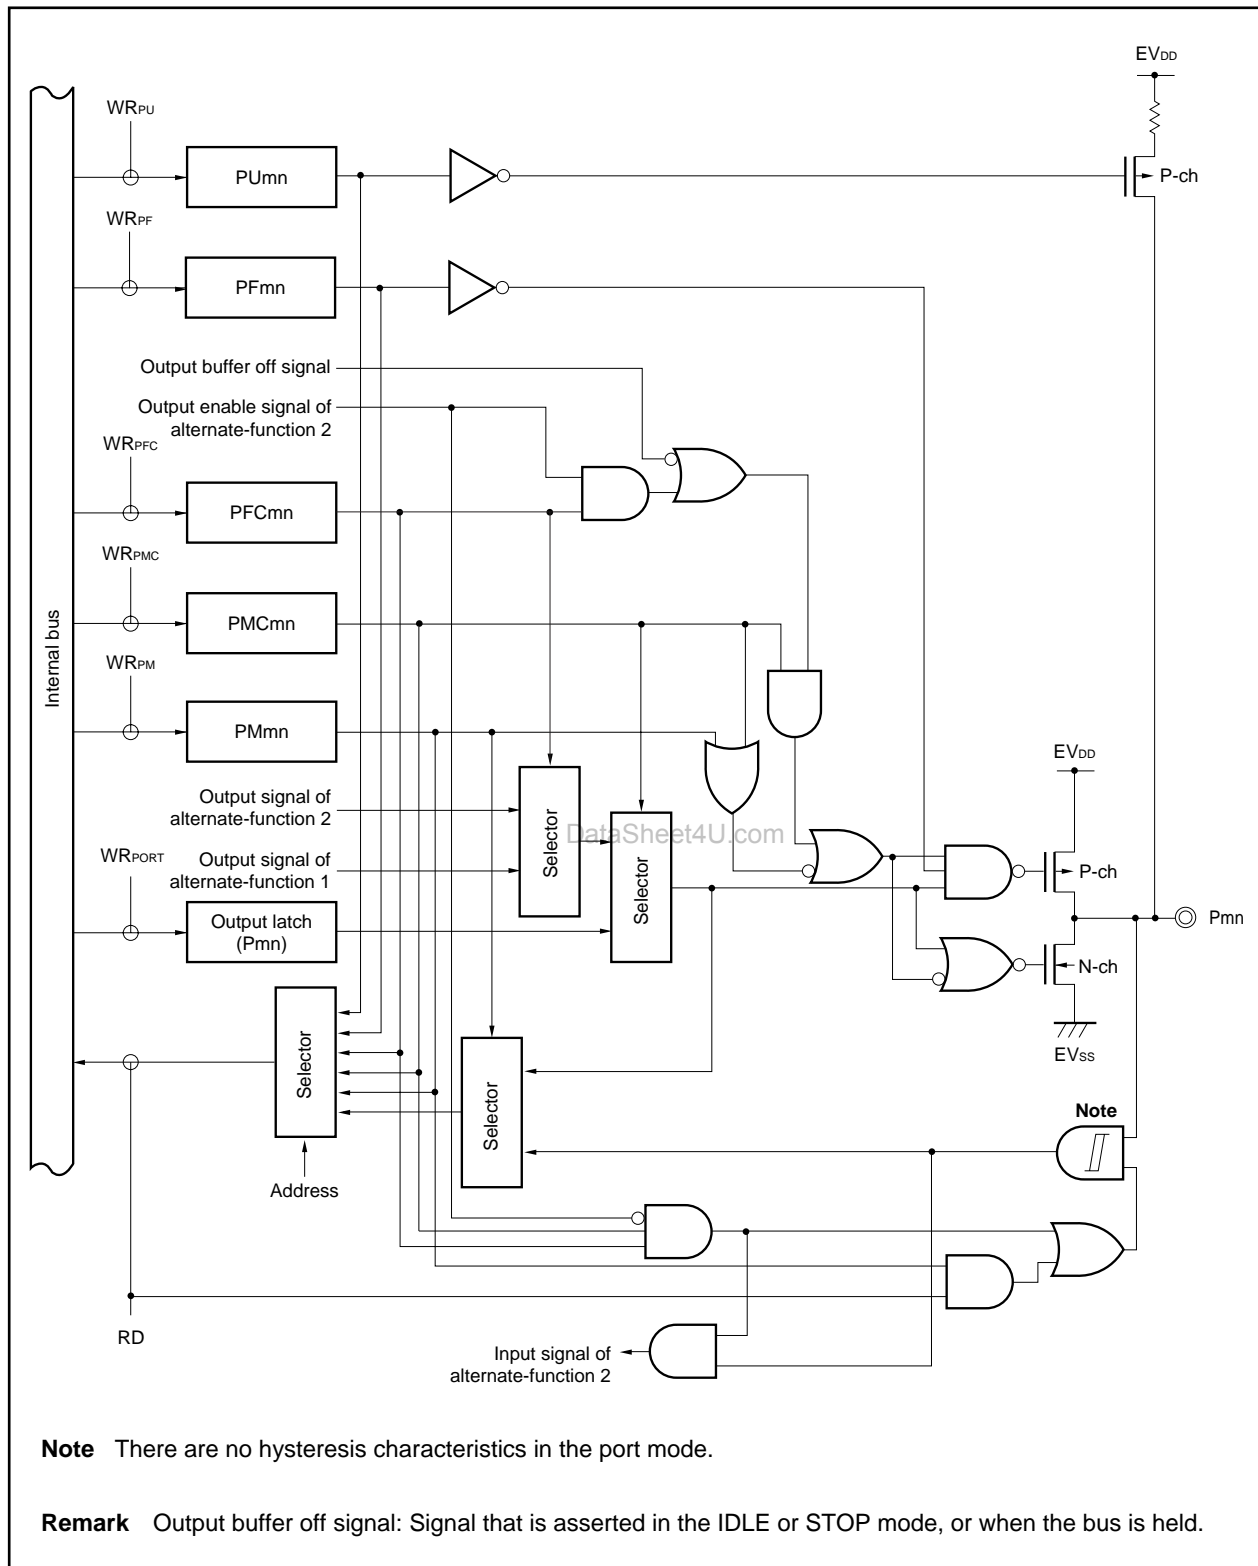 EVDD
WRPU
PUmn
P-ch
WRPF
PFmn
Output buffer off signal
Output enable signal of
alternate-function 2
WRPFC
PFCmn
WRPMC
PMCmn
Internal bus
WRPM
PMmn
Output signal of
alternate-function 2
Selector
EVDD
DataSheet4U.com
WRPORT
Output signal of
alternate-function 1
Selector
P-ch
Output latch
(Pmn)
Pmn
N-ch
EVSS
Selector
Selector
Note
Address
RD
Input signal of
alternate-function 2
Note There are no hysteresis characteristics in the port mode.
Remark Output buffer off signal: Signal that is asserted in the IDLE or STOP mode, or when the bus is held.